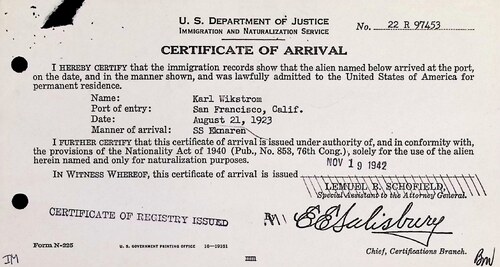 U. S. DEPARTMENT OF JUSTICE
IMMIGRATION AND NATURALIZATION SERVICE
No. 22 R 97453
CERTIFICATE OF ARRIVAL
I HEREBY CERTIFY that the immigration records show that the alien named below arrived at the port,
on the date, and in the manner shown, and was lawfully admitted to the United States of America for
permanent residence.
Name: Karl Wikstrom
Port of entry: San Francisco, Calif.
Date: August 21, 1923
Manner of arrival: SS Eknaren
I FURTHER CERTIFY that this certificate of arrival is issued under authority of, and in conformity with,
the provisions of the Nationality Act of 1940 (Pub., No. 853, 76th Cong.), solely for the use of the alien
herein named and only for naturalization purposes.
NOV 19 1942
IN WITNESS WHEREOF, this certificate of arrival is issued
LEMUEL B. SCHOFIELD,
Special Assistant to the Attorney General.
CERTIFICATE OF REGISTRY ISSUED
By
E E Salisbury
Chief, Certifications Branch.
Form N-225
U. S. GOVERNMENT PRINTING OFFICE
IM